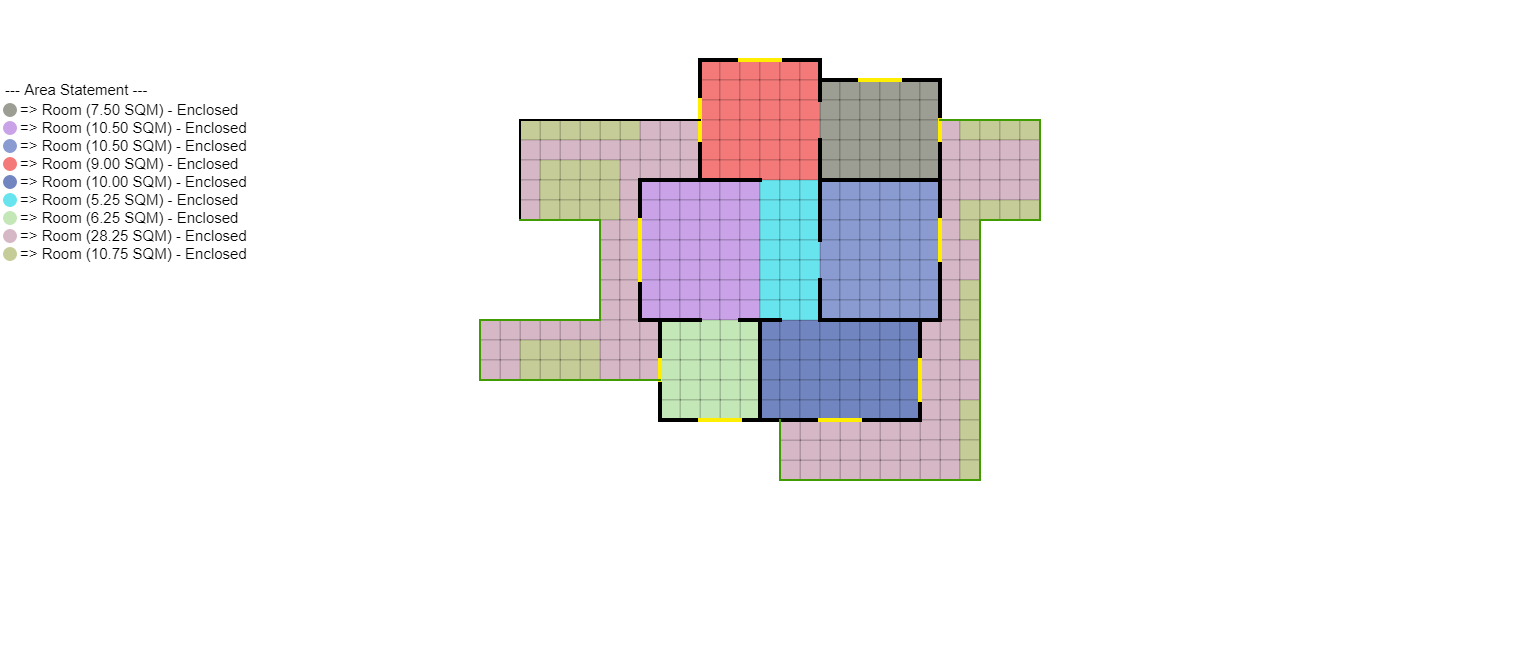 --- Area Statement ---
=> Room (7.50 SQM) - Enclosed
=> Room (10.50 SQM) - Enclosed
=> Room (10.50 SQM) - Enclosed
=> Room (9.00 SQM) - Enclosed
=> Room (10.00 SQM) - Enclosed
=> Room (5.25 SQM) - Enclosed
=> Room (6.25 SQM) - Enclosed
=> Room (28.25 SQM) - Enclosed
=> Room (10.75 SQM) - Enclosed